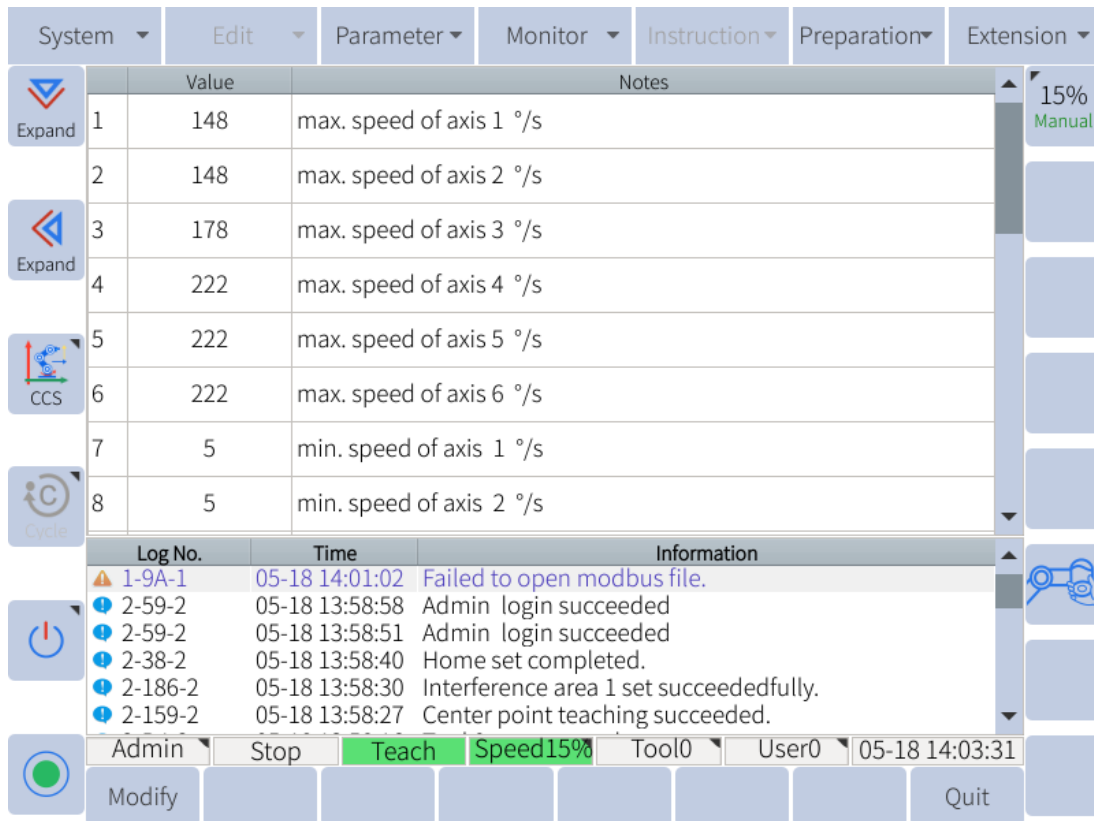 System Edit Parameter Monitor Instruction Preparation Extension
Value Notes
Expand
15%
Manual
1 148 max. speed of axis 1 °/s
2 148 max. speed of axis 2 °/s
Expand
3 178 max. speed of axis 3 °/s
4 222 max. speed of axis 4 °/s
5 222 max. speed of axis 5 °/s
CCS
6 222 max. speed of axis 6 °/s
7 5 min. speed of axis 1 °/s
8 5 min. speed of axis 2 °/s
Cycle
Log No. Time Information
1-9A-1 05-18 14:01:02 Failed to open modbus file.
2-59-2 05-18 13:58:58 Admin login succeeded
2-59-2 05-18 13:58:51 Admin login succeeded
2-38-2 05-18 13:58:40 Home set completed.
2-186-2 05-18 13:58:30 Interference area 1 set succeededfully.
2-159-2 05-18 13:58:27 Center point teaching succeeded.
Admin Stop Teach Speed15% Tool0 User0 05-18 14:03:31
Modify Quit